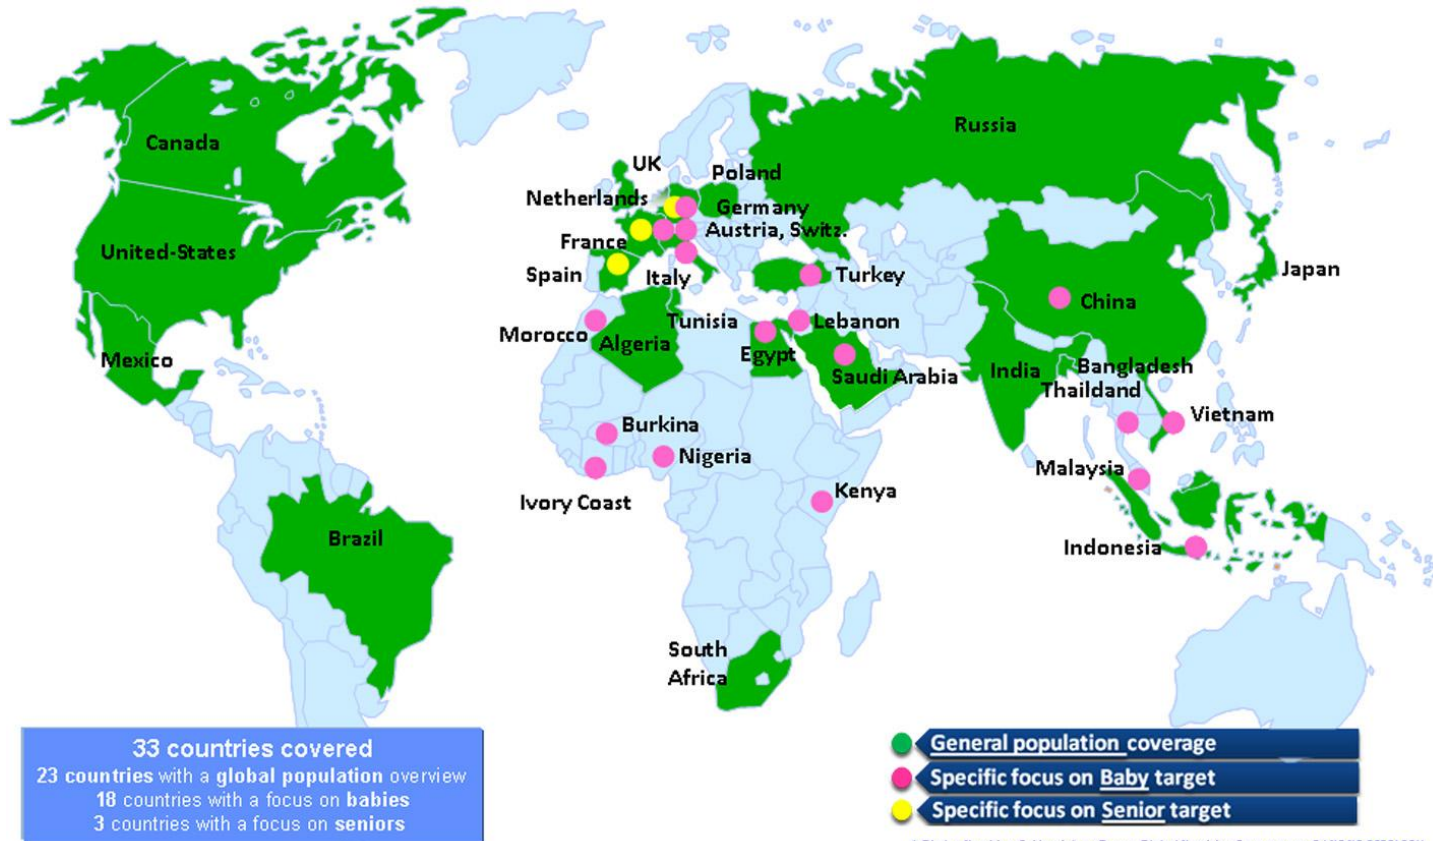 Canada
Russia
UK
Poland
Netherlands
Germany
United-States
France
Austria, Switz.
Spain
Italy
Turkey
Japan
China
Morocco
Tunisia
Lebanon
Algeria
Egypt
Mexico
Saudi Arabia
India
Bangladesh
Thaildand
Vietnam
Burkina
Nigeria
Malaysia
Ivory Coast
Kenya
Brazil
Indonesia
South
Africa
33 countries covered
23 countries with a global population overview
18 countries with a focus on babies
3 countries with a focus on seniors
General population coverage
Specific focus on Baby target
Specific focus on Senior target